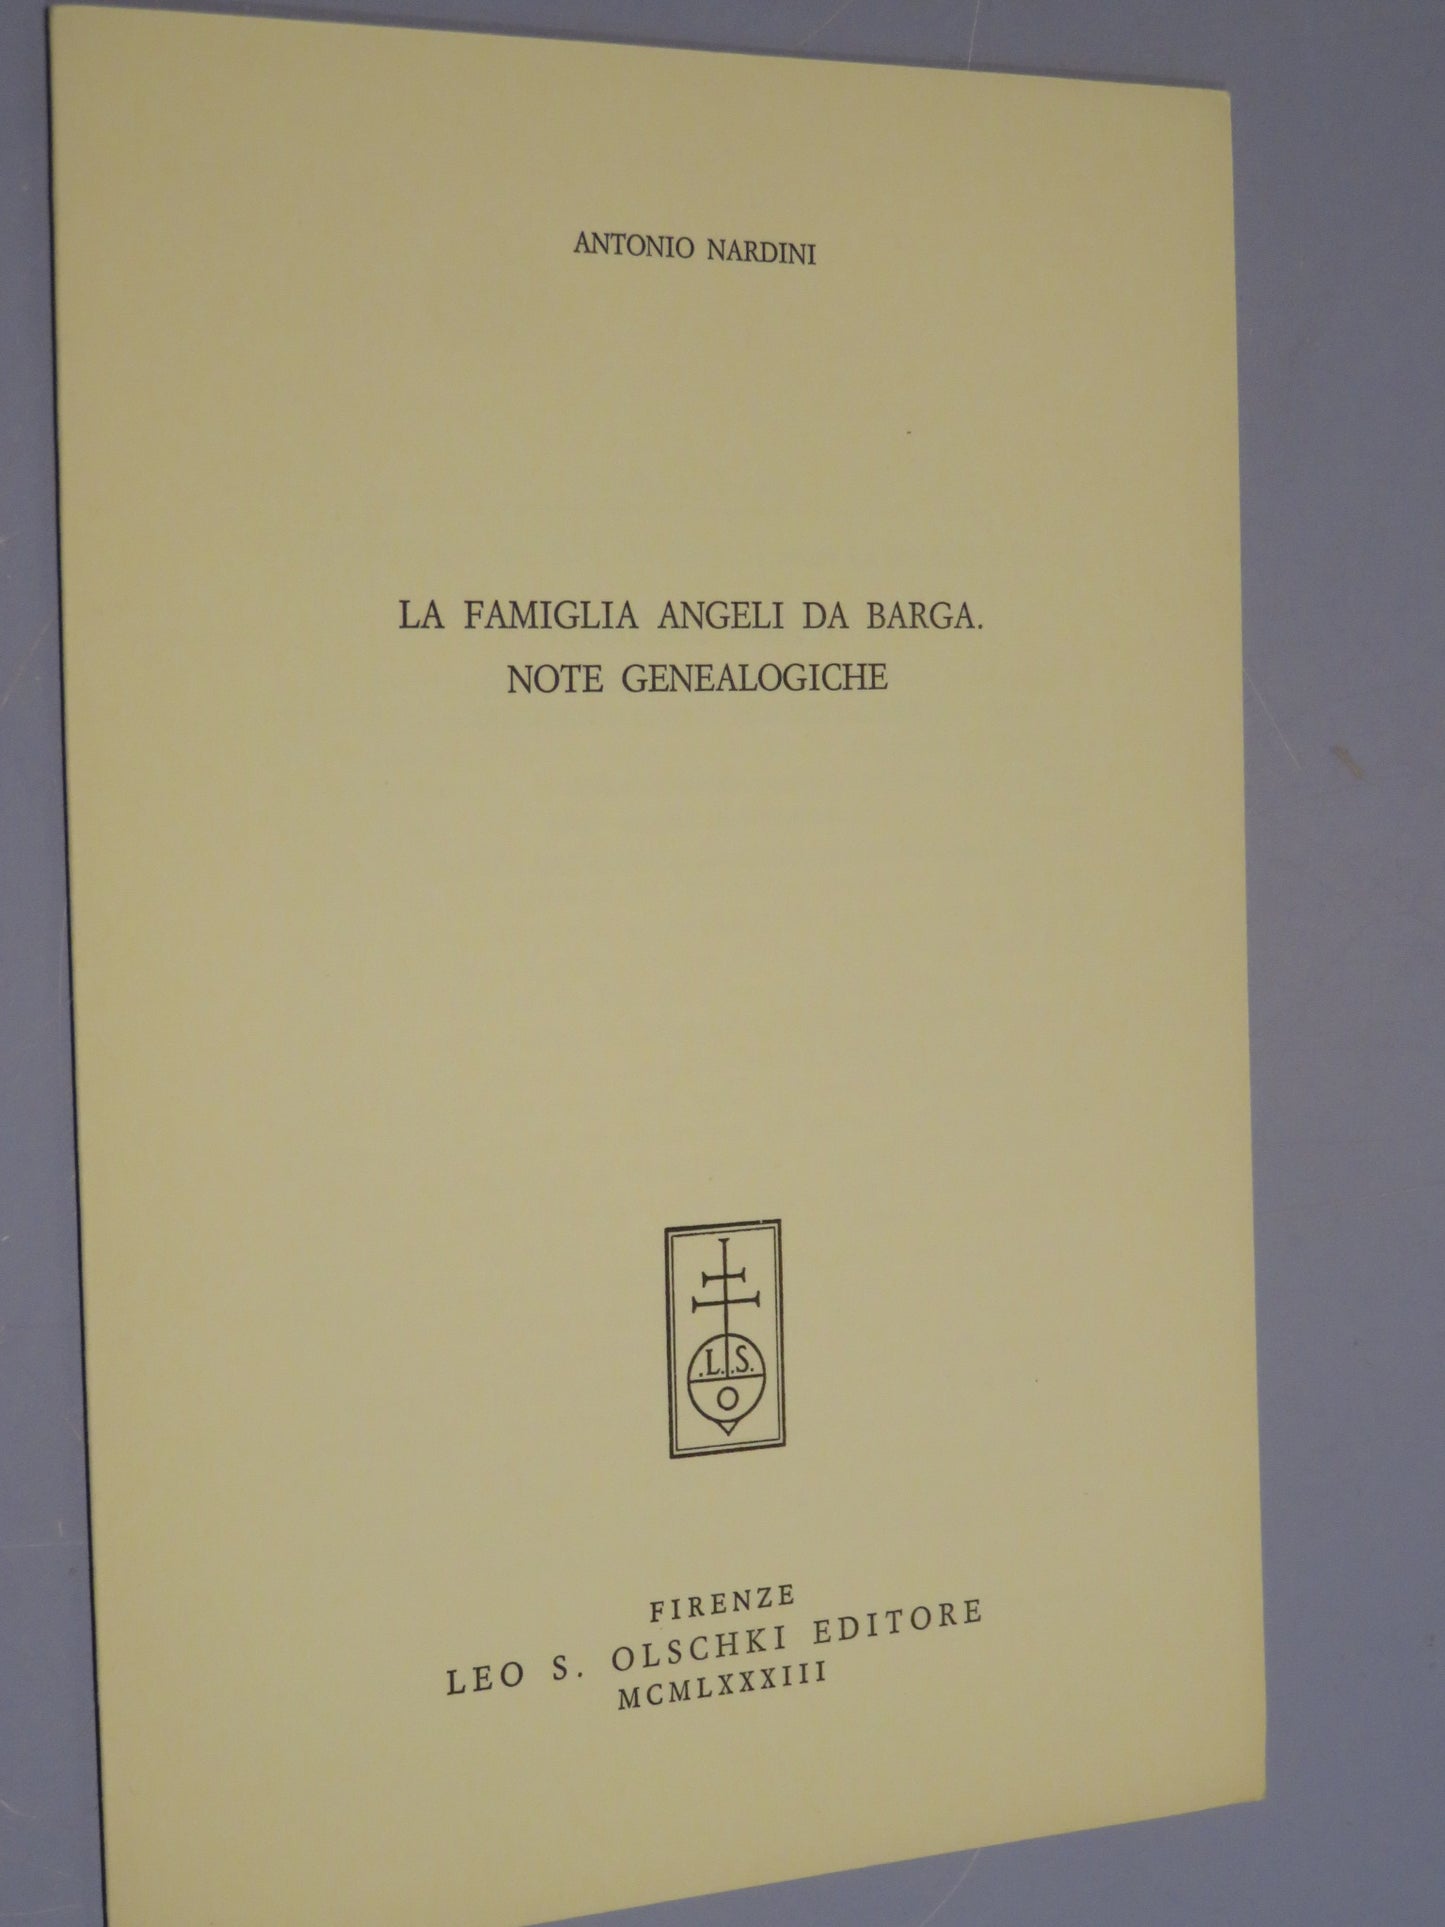 ANTONIO NARDINI
LA FAMIGLIA ANGELI DA BARGA.
NOTE GENEALOGICHE
.L.S.
O
FIRENZE
LEO S. OLSCHKI EDITORE
MCMLXXXIII